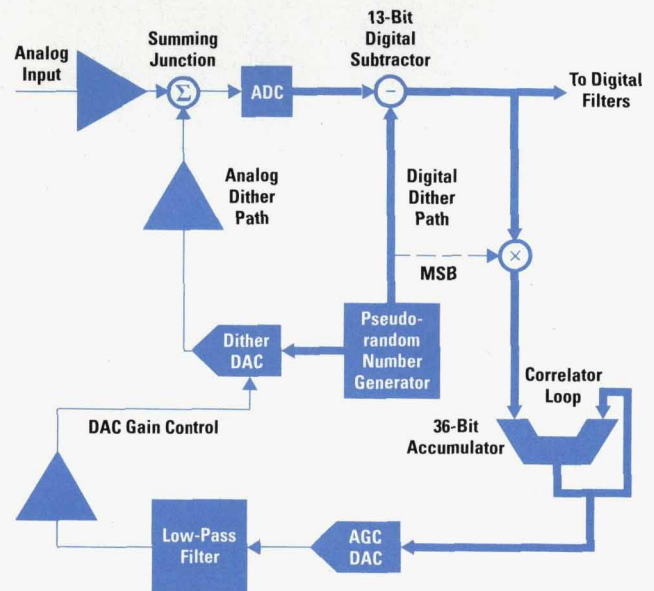 13-Bit
Digital
Subtractor
Summing
Junction
Analog
Input
Σ
ADC
−
To Digital
Filters
Analog
Dither
Path
Digital
Dither
Path
MSB
×
Dither
DAC
Pseudo-
random
Number
Generator
Correlator
Loop
DAC Gain Control
36-Bit
Accumulator
Low-Pass
Filter
AGC
DAC